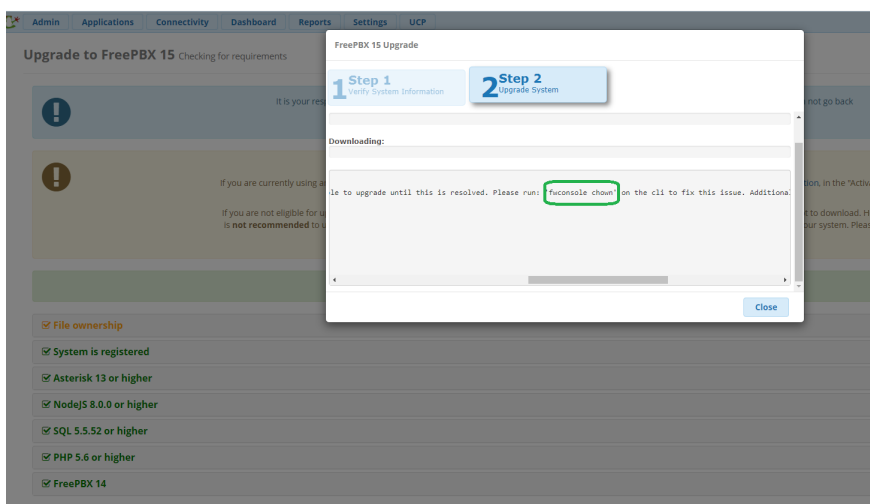 Admin Applications Connectivity Dashboard Reports Settings UCP
Upgrade to FreePBX 15 Checking for requirements
FreePBX 15 Upgrade
1 Step 1
Verify System Information
2 Step 2
Upgrade System
It is your
not go back
Downloading:
If you are currently using
le to upgrade until this is resolved. Please run: 'fwconsole chown' on the cli to fix this issue. Additional
tion, in the "Activ
If you are not eligible for u
t to download. H
is not recommended to u
our system. Pleas
Close
File ownership
System is registered
Asterisk 13 or higher
NodeJS 8.0.0 or higher
SQL 5.5.52 or higher
PHP 5.6 or higher
FreePBX 14